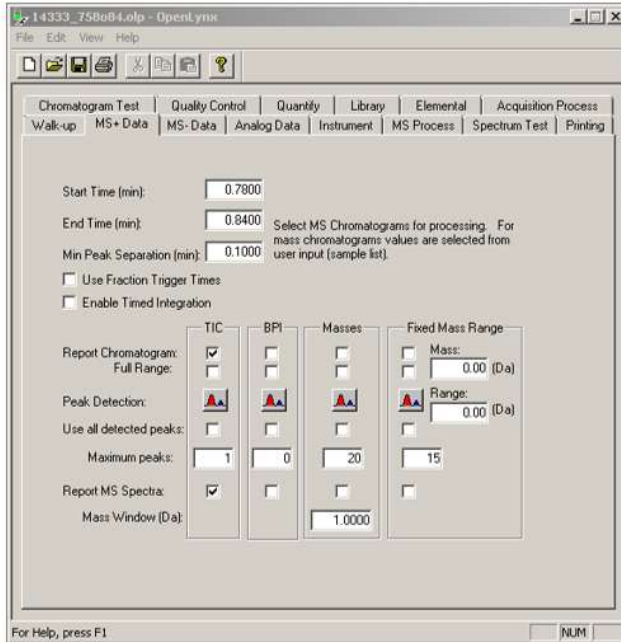 14333_758o84.olp - OpenLynx
File Edit View Help
Chromatogram Test Quality Control Quantify Library Elemental Acquisition Process
Walk-up MS+ Data MS- Data Analog Data Instrument MS Process Spectrum Test Printing
Start Time (min): 0.7800
End Time (min): 0.8400
Min Peak Separation (min): 0.1000
Select MS Chromatograms for processing. For
mass chromatograms values are selected from
user input (sample list).
Use Fraction Trigger Times
Enable Timed Integration
TIC BPI Masses Fixed Mass Range
Report Chromatogram: Mass:
Full Range: 0.00 (Da)
Peak Detection: Range:
0.00 (Da)
Use all detected peaks:
Maximum peaks: 1 0 20 15
Report MS Spectra:
Mass Window (Da): 1.0000
For Help, press F1 NUM